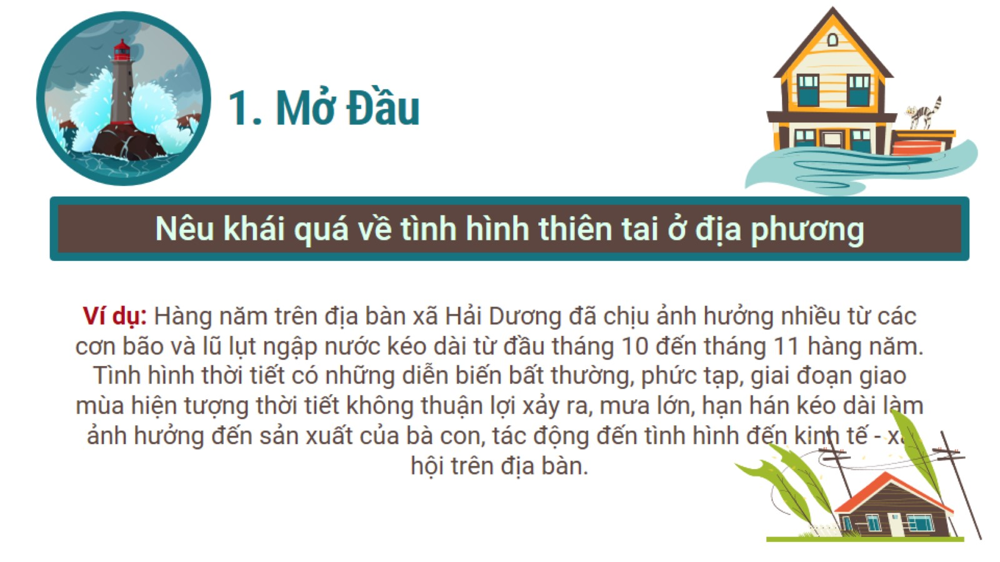 1. Mở Đầu
Nêu khái quá về tình hình thiên tai ở địa phương
Ví dụ: Hàng năm trên địa bàn xã Hải Dương đã chịu ảnh hưởng nhiều từ các
cơn bão và lũ lụt ngập nước kéo dài từ đầu tháng 10 đến tháng 11 hàng năm.
Tình hình thời tiết có những diễn biến bất thường, phức tạp, giai đoạn giao
mùa hiện tượng thời tiết không thuận lợi xảy ra, mưa lớn, hạn hán kéo dài làm
ảnh hưởng đến sản xuất của bà con, tác động đến tình hình đến kinh tế - xã
hội trên địa bàn.